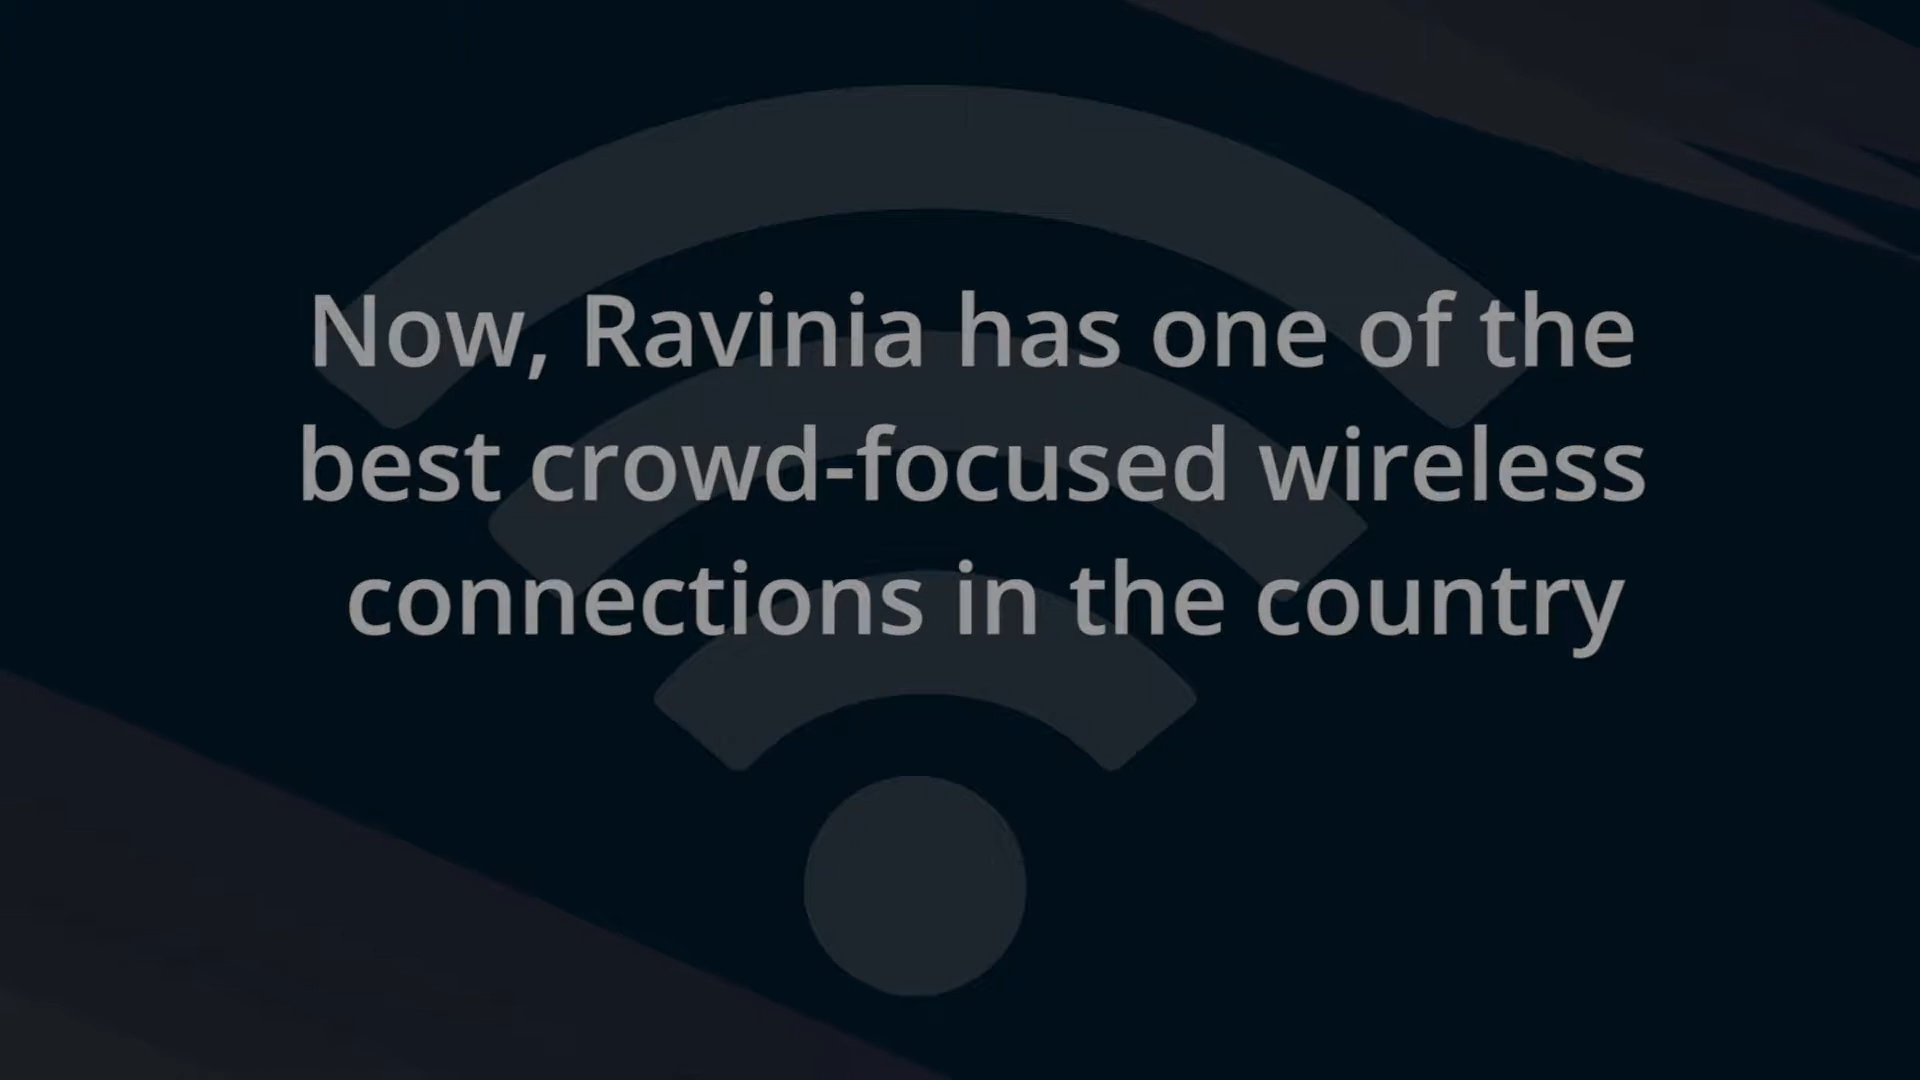 Now, Ravinia has one of the
best crowd-focused wireless
connections in the country